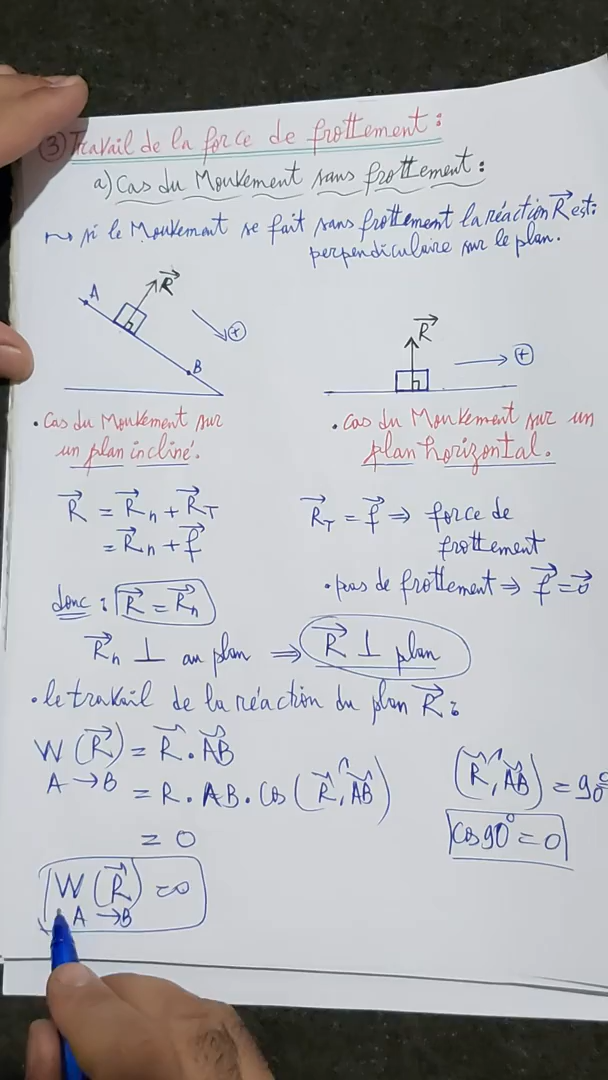 ③ Travail de la force de frottement :
a) Cas du Mouvement sans frottement :
↦ si le Mouvement se fait sans frottement la réaction R⃗ est :
perpendiculaire sur le plan.
A R⃗ +
B
R⃗ +
. Cas du Mouvement sur
un plan incliné.
. Cas du Mouvement sur un
plan horizontal.
R⃗ = R⃗n + R⃗T
= R⃗n + f⃗
donc : R⃗ = R⃗n
R⃗T = f⃗ ⇒ force de
frottement
. pas de frottement ⇒ f⃗ = 0⃗
R⃗n ⊥ au plan ⇒ R⃗ ⊥ plan
. le travail de la réaction du plan R⃗ :
W (R⃗) = R⃗ . AB⃗
A → B = R . AB . Cos (R⃗, AB⃗)
= 0
(R⃗, AB⃗) = 90°
cos 90° = 0
W (R⃗) = 0
A → B